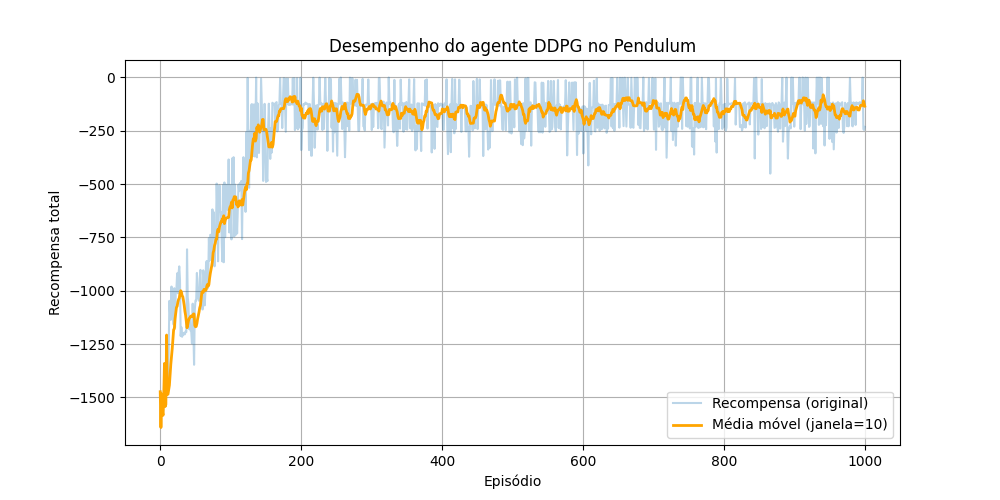 Desempenho do agente DDPG no Pendulum
Recompensa total
0
−250
−500
−750
−1000
−1250
−1500
0 200 400 600 800 1000
Episódio
Recompensa (original)
Média móvel (janela=10)